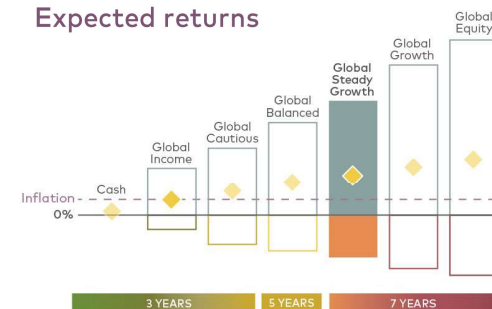 Expected returns
Global
Equity
Global
Growth
Global
Steady
Growth
Global
Balanced
Global
Cautious
Global
Income
Cash
Inflation
0%
3 YEARS
5 YEARS
7 YEARS